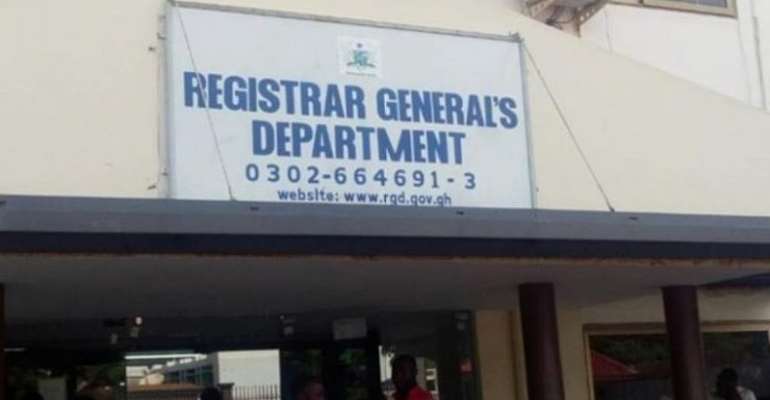 REGISTRAR GENERAL'S
DEPARTMENT
0302-664691-3
website: www.rgd.gov.gh